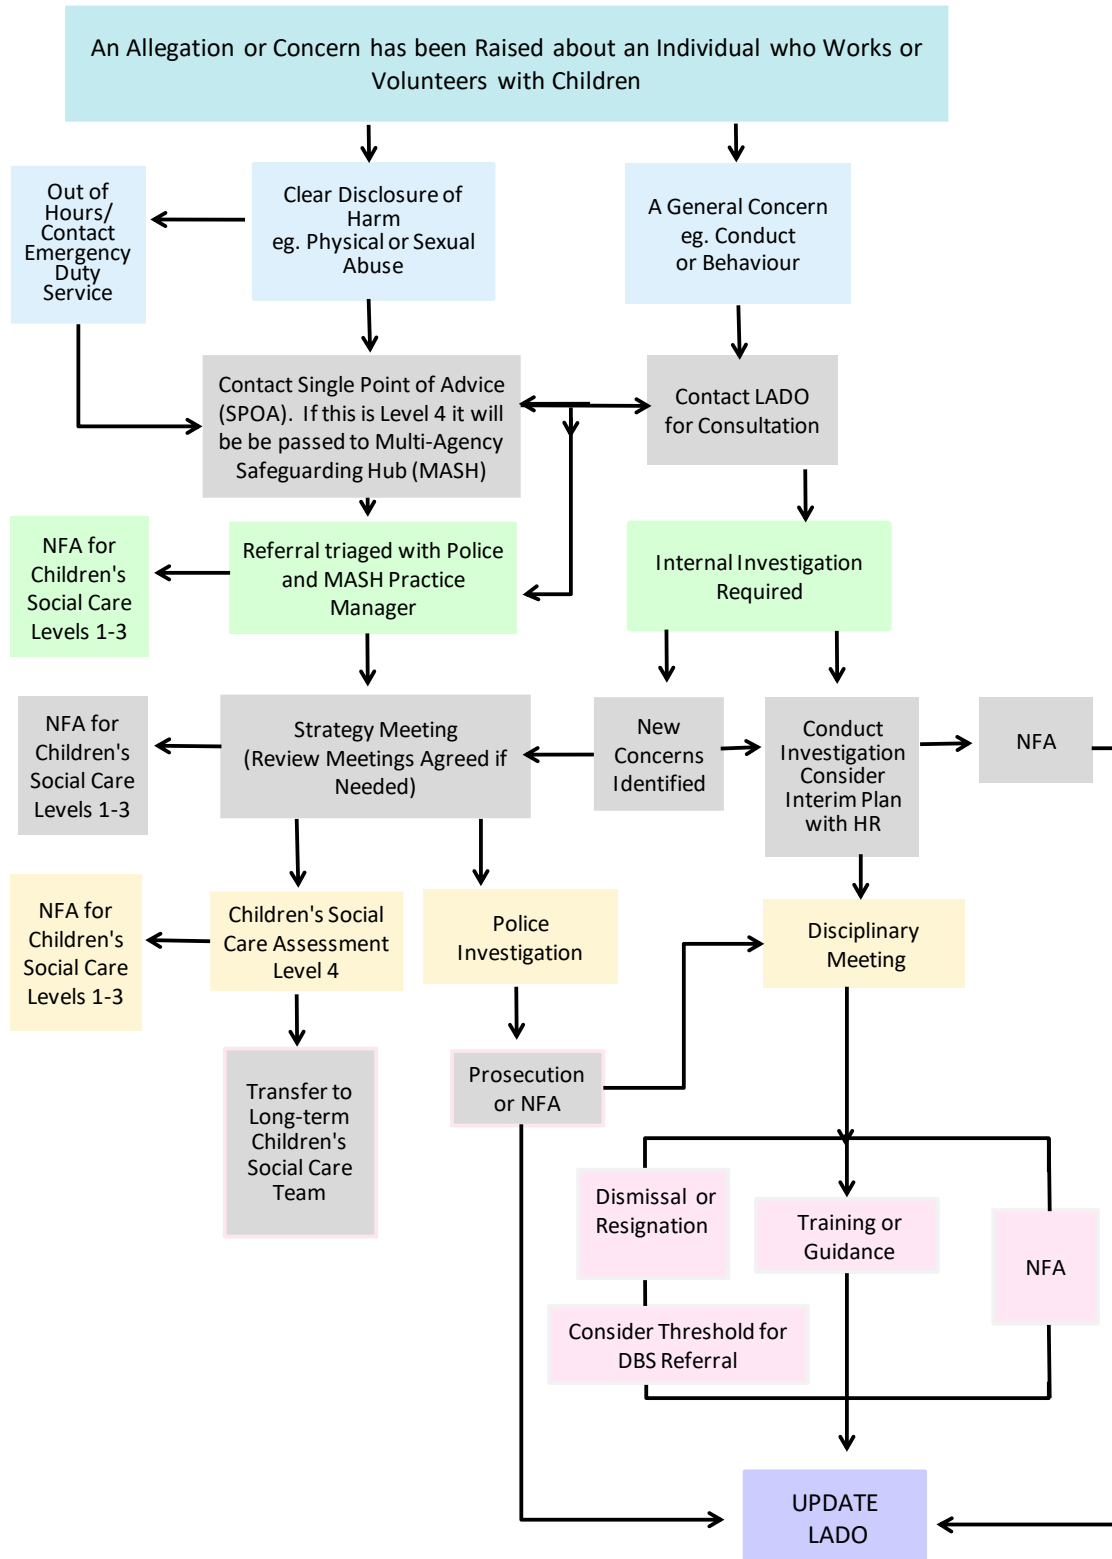 An Allegation or Concern has been Raised about an Individual who Works or
Volunteers with Children
Out of
Hours/
Contact
Emergency
Duty
Service
Clear Disclosure of
Harm
eg. Physical or Sexual
Abuse
A General Concern
eg. Conduct
or Behaviour
Contact Single Point of Advice
(SPOA). If this is Level 4 it will
be be passed to Multi-Agency
Safeguarding Hub (MASH)
Contact LADO
for Consultation
NFA for
Children's
Social Care
Levels 1-3
Referral triaged with Police
and MASH Practice
Manager
Internal Investigation
Required
NFA for
Children's
Social Care
Levels 1-3
Strategy Meeting
(Review Meetings Agreed if
Needed)
New
Concerns
Identified
Conduct
Investigation
Consider
Interim Plan
with HR
NFA
NFA for
Children's
Social Care
Levels 1-3
Children's Social
Care Assessment
Level 4
Police
Investigation
Disciplinary
Meeting
Transfer to
Long-term
Children's
Social Care
Team
Prosecution
or NFA
Dismissal or
Resignation
Training or
Guidance
NFA
Consider Threshold for
DBS Referral
UPDATE
LADO